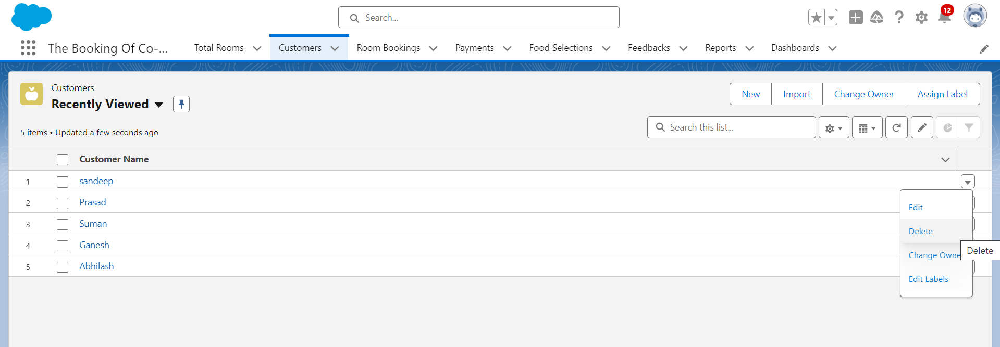 Search...
12
The Booking Of Co-...
Total Rooms
Customers
Room Bookings
Payments
Food Selections
Feedbacks
Reports
Dashboards
Customers
Recently Viewed
New
Import
Change Owner
Assign Label
5 items • Updated a few seconds ago
Search this list...
Customer Name
1 sandeep
2 Prasad
3 Suman
4 Ganesh
5 Abhilash
Edit
Delete
Delete
Change Owne
Edit Labels